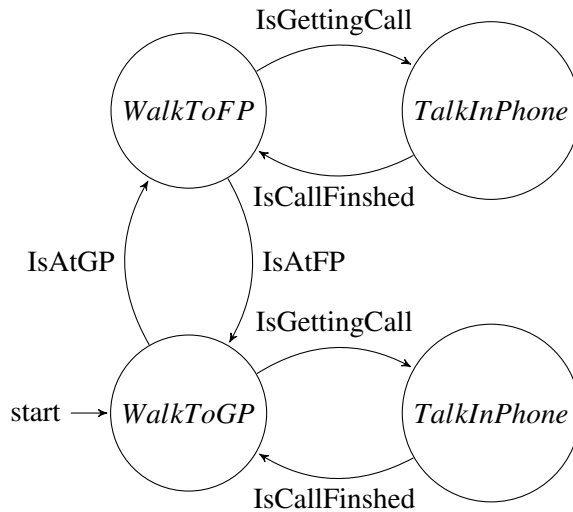 IsGettingCall
WalkToFP
TalkInPhone
IsCallFinshed
IsAtGP
IsAtFP
IsGettingCall
start
WalkToGP
TalkInPhone
IsCallFinshed